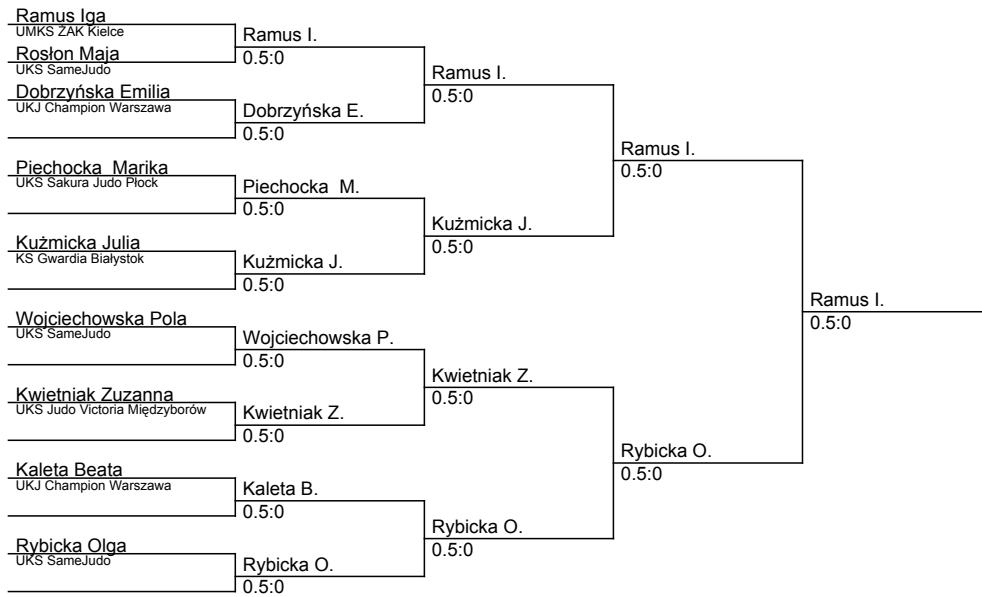 Ramus Iga
UMKS ŻAK Kielce
Rosłon Maja
UKS SameJudo
Dobrzyńska Emilia
UKJ Champion Warszawa
Piechocka  Marika
UKS Sakura Judo Płock
Kuźmicka Julia
KS Gwardia Białystok
Wojciechowska Pola
UKS SameJudo
Kwietniak Zuzanna
UKS Judo Victoria Międzyborów
Kaleta Beata
UKJ Champion Warszawa
Rybicka Olga
UKS SameJudo
Ramus I.
0.5:0
Dobrzyńska E.
0.5:0
Piechocka  M.
0.5:0
Kuźmicka J.
0.5:0
Wojciechowska P.
0.5:0
Kwietniak Z.
0.5:0
Kaleta B.
0.5:0
Rybicka O.
0.5:0
Ramus I.
0.5:0
Kuźmicka J.
0.5:0
Kwietniak Z.
0.5:0
Rybicka O.
0.5:0
Ramus I.
0.5:0
Rybicka O.
0.5:0
Ramus I.
0.5:0